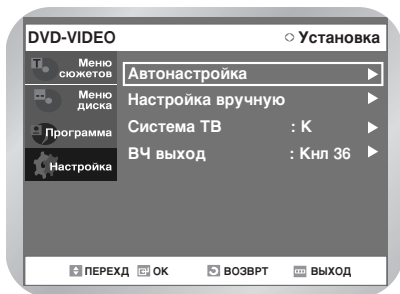 DVD-VIDEO Установка
Меню сюжетов
Автонастройка
Меню диска
Настройка вручную
Программа
Система ТВ : К
Настройка
ВЧ выход : Кнл 36
ПЕРЕХД ОК ВОЗВРТ ВЫХОД